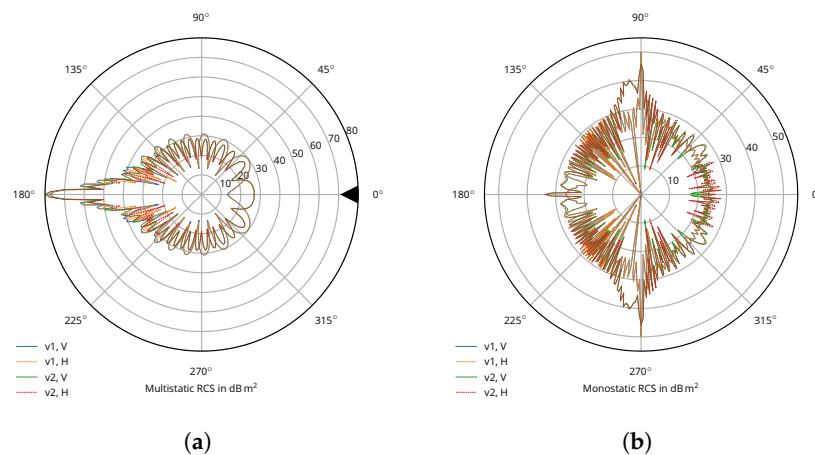 90°
135°
45°
10
20
30
40
50
60
70
80
180°
0°
225°
315°
v1, V
v1, H
v2, V
v2, H
270°
Multistatic RCS in dB m²
(a)
90°
135°
45°
10
30
50
180°
0
225°
315°
v1, V
v1, H
v2, V
v2, H
270°
Monostatic RCS in dB m²
(b)